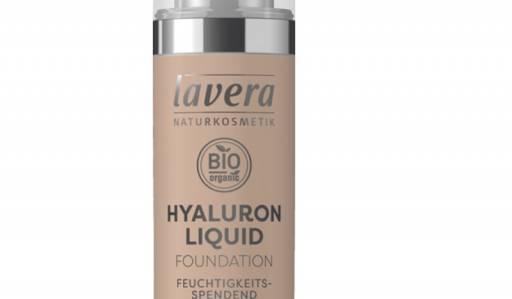 lavera
NATURKOSMETIK
BIO
organic
HYALURON
LIQUID
FOUNDATION
FEUCHTIGKEITS-
SPENDEND